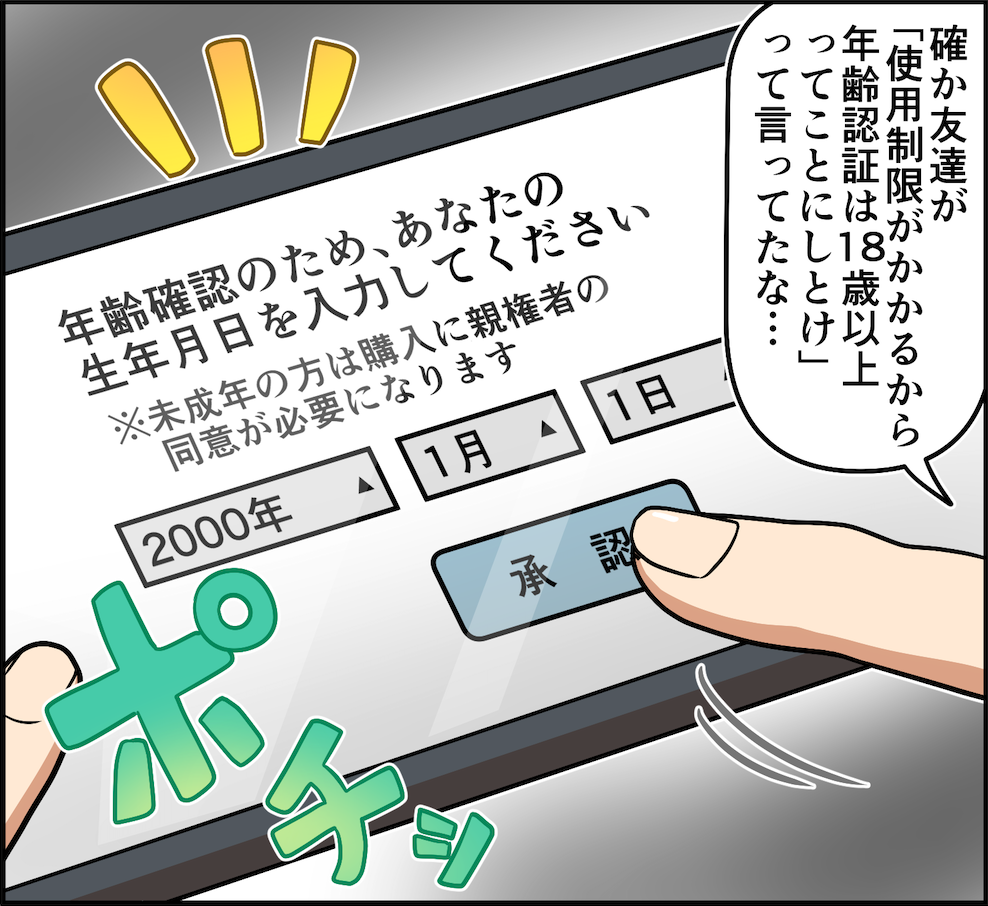 確か友達が
「使用制限がかかるから
年齢認証は18歳以上
ってことにしとけ」
って言ってたな…
年齢確認のため、あなたの
生年月日を入力してください
※未成年の方は購入に親権者の
同意が必要になります
2000年 ▲ 1月 ▲ 1日
承 認
ポチッ